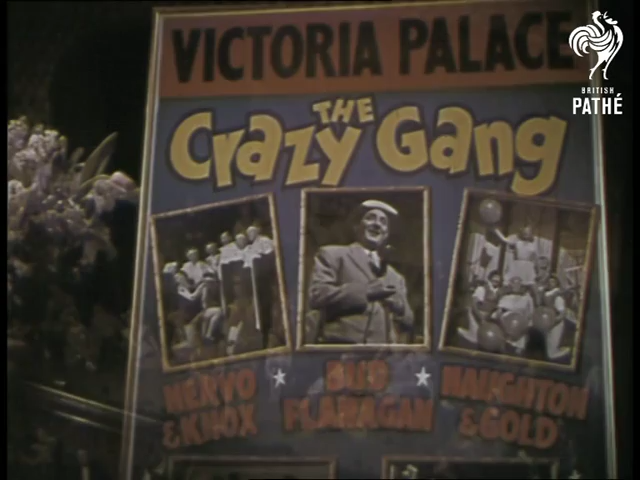 VICTORIA PALACE
THE
Crazy Gang
NERVO
& KNOX
BUD
FLANAGAN
NAUGHTON
& GOLD
BRITISH
PATHÉ